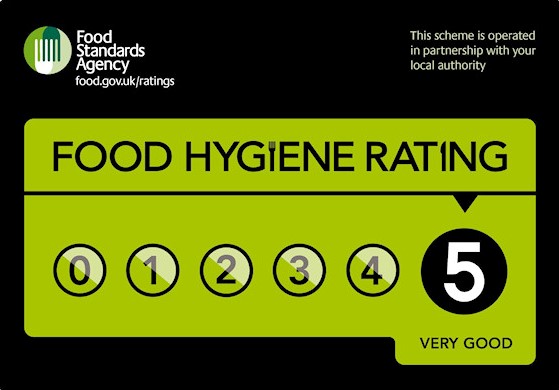 Food
Standards
Agency
food.gov.uk/ratings
This scheme is operated
in partnership with your
local authority
FOOD HYGIENE RATING
0 1 2 3 4 5
VERY GOOD